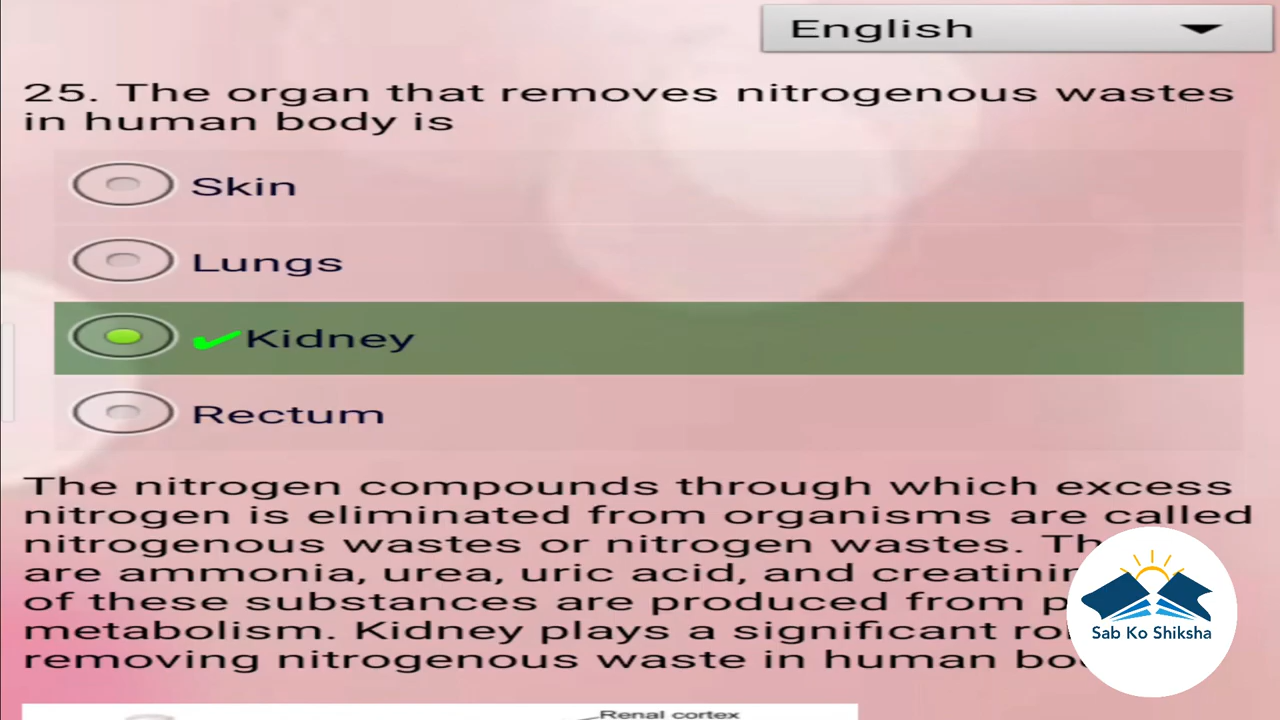 English
25. The organ that removes nitrogenous wastes
in human body is
Skin
Lungs
Kidney
Rectum
The nitrogen compounds through which excess
nitrogen is eliminated from organisms are called
nitrogenous wastes or nitrogen wastes.
are ammonia, urea, uric acid, and
of these substances are produced from
metabolism. Kidney plays a significant
removing nitrogenous waste in human
Sab Ko Shiksha
Renal cortex